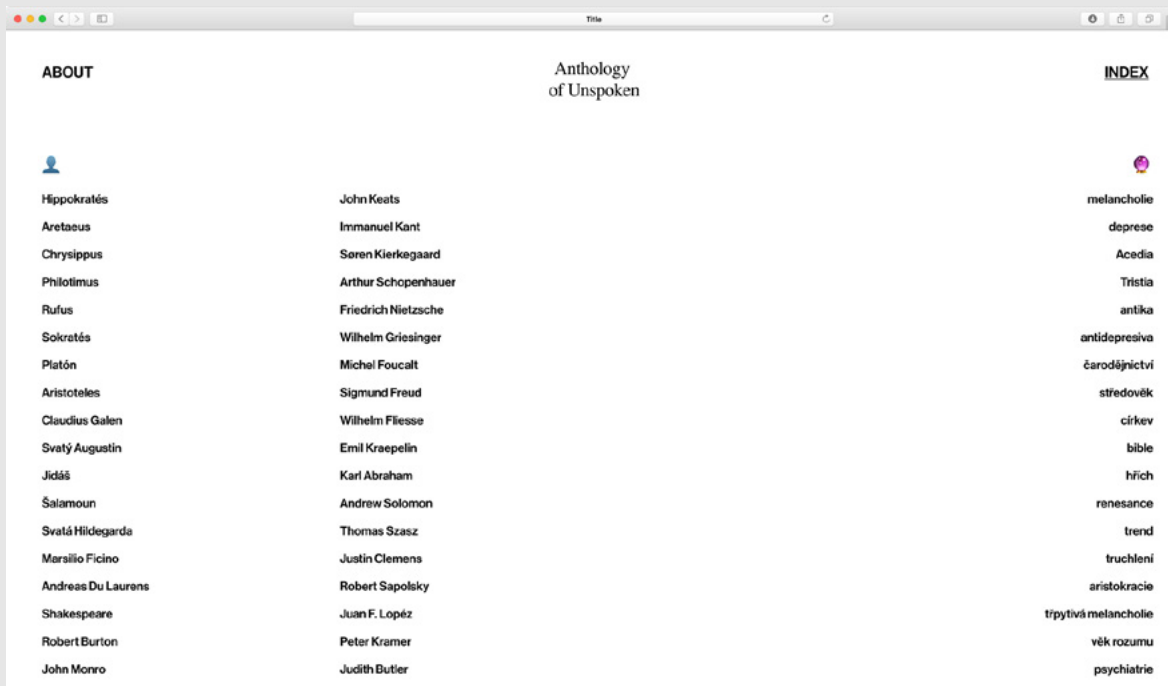 Title
ABOUT
Anthology
of Unspoken
INDEX
Hippokratés
Aretaeus
Chrysippus
Philotimus
Rufus
Sokratés
Platón
Aristoteles
Claudius Galen
Svatý Augustin
Jidáš
Šalamoun
Svatá Hildegarda
Marsilio Ficino
Andreas Du Laurens
Shakespeare
Robert Burton
John Monro
John Keats
Immanuel Kant
Søren Kierkegaard
Arthur Schopenhauer
Friedrich Nietzsche
Wilhelm Griesinger
Michel Foucalt
Sigmund Freud
Wilhelm Fliesse
Emil Kraepelin
Karl Abraham
Andrew Solomon
Thomas Szasz
Justin Clemens
Robert Sapolsky
Juan F. Lopéz
Peter Kramer
Judith Butler
melancholie
deprese
Acedia
Tristia
antika
antidepresiva
čarodějnictví
středověk
církev
bible
hřích
renesance
trend
truchlení
aristokracie
třpytivá melancholie
věk rozumu
psychiatrie